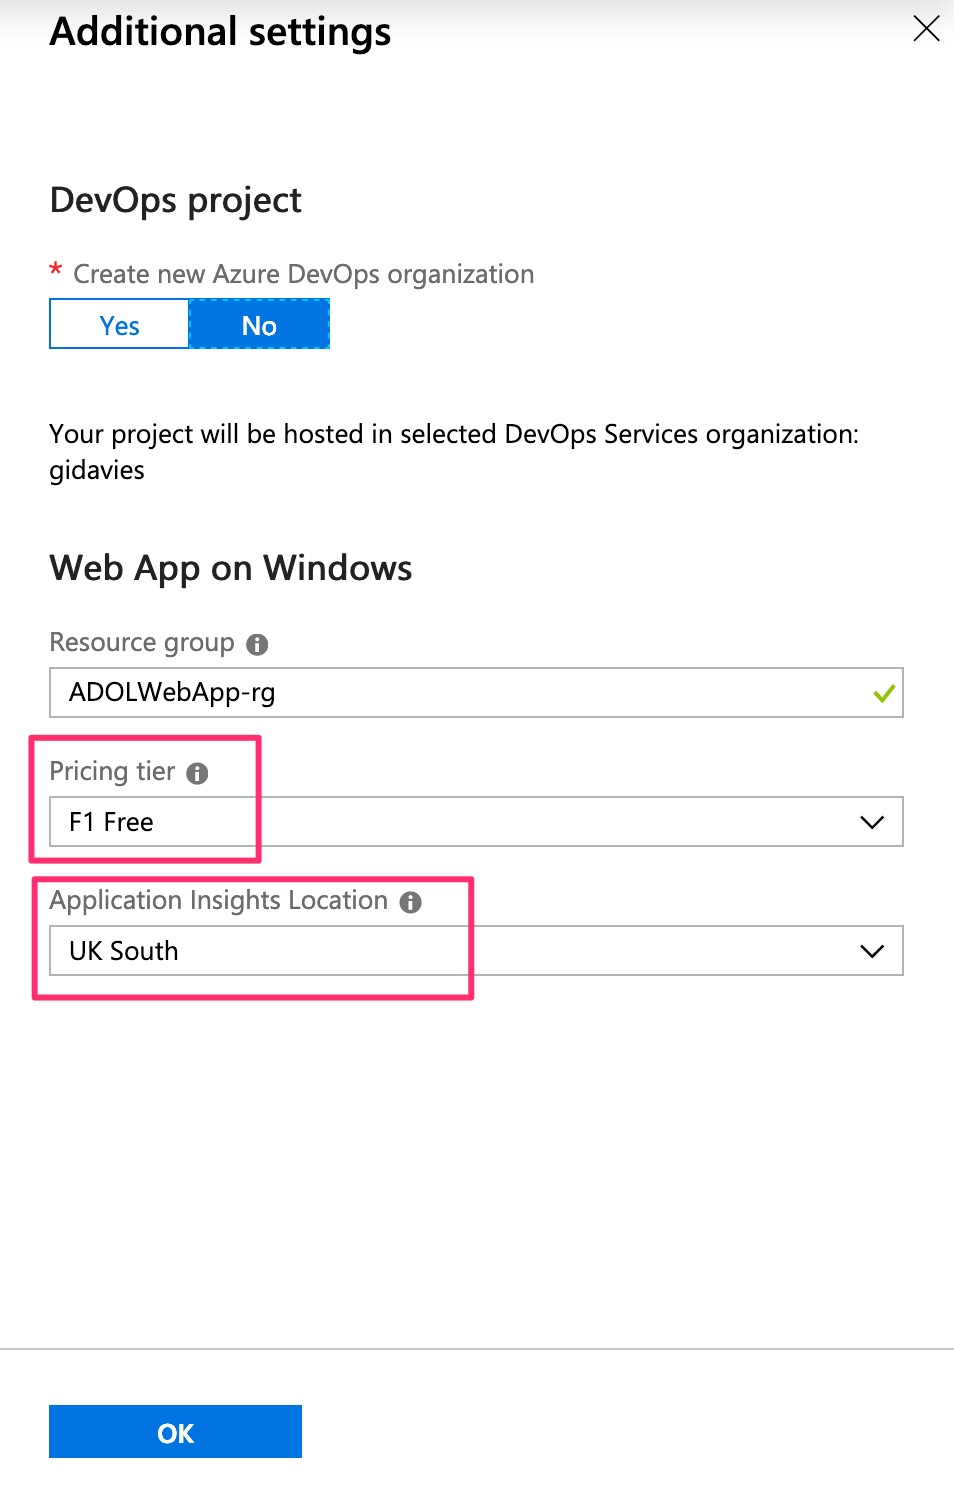 Additional settings
DevOps project
* Create new Azure DevOps organization
Yes No
Your project will be hosted in selected DevOps Services organization:
gidavies
Web App on Windows
Resource group
ADOLWebApp-rg
Pricing tier
F1 Free
Application Insights Location
UK South
OK